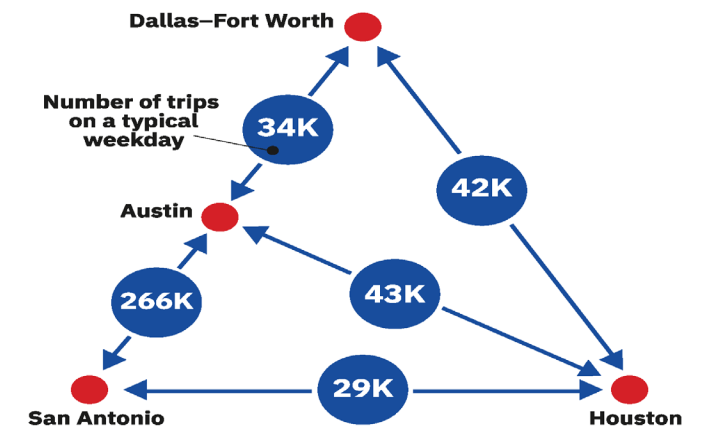 Dallas–Fort Worth
Number of trips
on a typical
weekday
34K
42K
Austin
266K
43K
29K
San Antonio
Houston